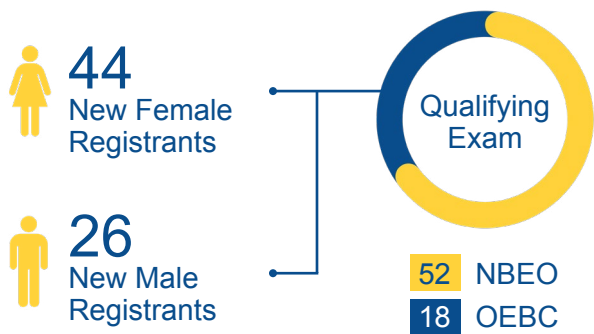 44
New Female
Registrants
26
New Male
Registrants
Qualifying
Exam
52 NBEO
18 OEBC